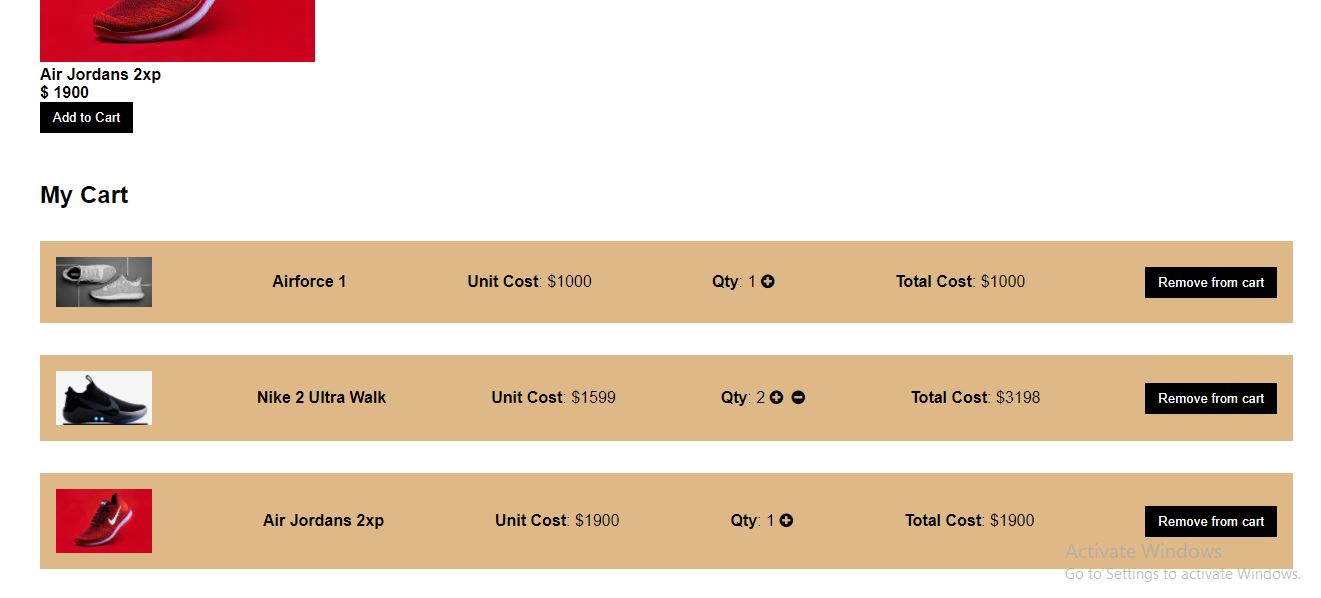 Air Jordans 2xp
$ 1900
Add to Cart
My Cart
Airforce 1 Unit Cost: $1000 Qty: 1 Total Cost: $1000 Remove from cart
Nike 2 Ultra Walk Unit Cost: $1599 Qty: 2 Total Cost: $3198 Remove from cart
Air Jordans 2xp Unit Cost: $1900 Qty: 1 Total Cost: $1900 Remove from cart
Activate Windows
Go to Settings to activate Windows.